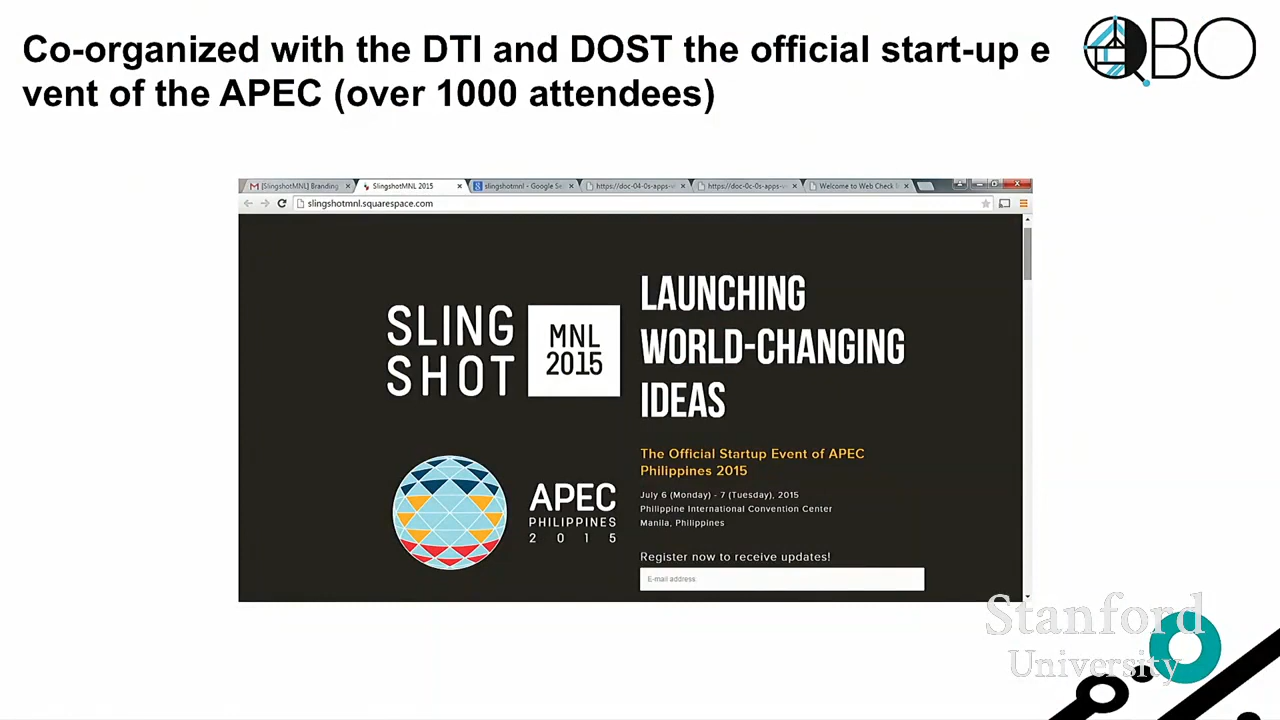 Co-organized with the DTI and DOST the official start-up e
vent of the APEC (over 1000 attendees)
QBO
[SlingshotMNL] Branding
SlingshotMNL 2015
slingshotmnl - Google Se
https://doc-04-0s-apps-v
https://doc-0c-0s-apps-v
Welcome to Web Check I
slingshotmnl.squarespace.com
SLING
SHOT
MNL
2015
LAUNCHING
WORLD-CHANGING
IDEAS
APEC
PHILIPPINES
2015
The Official Startup Event of APEC
Philippines 2015
July 6 (Monday) - 7 (Tuesday), 2015
Philippine International Convention Center
Manila, Philippines
Register now to receive updates!
E-mail address
Stanford
University